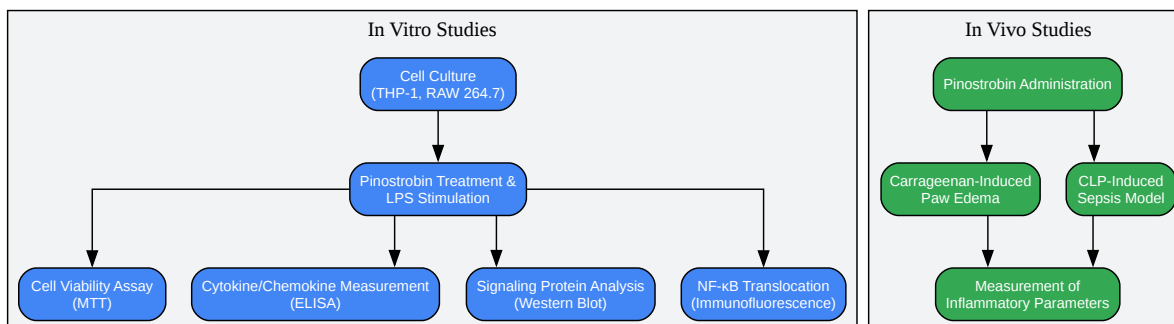 In Vitro Studies
Cell Culture
(THP-1, RAW 264.7)
Pinostrobin Treatment &
LPS Stimulation
Cell Viability Assay
(MTT)
Cytokine/Chemokine Measurement
(ELISA)
Signaling Protein Analysis
(Western Blot)
NF-κB Translocation
(Immunofluorescence)
In Vivo Studies
Pinostrobin Administration
Carrageenan-Induced
Paw Edema
CLP-Induced
Sepsis Model
Measurement of
Inflammatory Parameters